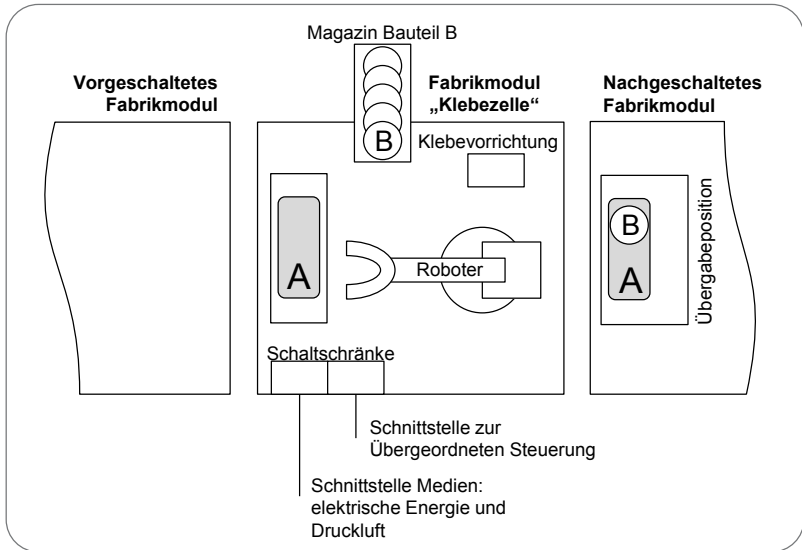 Magazin Bauteil B
Vorgeschaltetes
Fabrikmodul
Fabrikmodul
„Klebezelle“
Nachgeschaltetes
Fabrikmodul
B
Klebevorrichtung
A
Roboter
B
A
Übergabeposition
Schaltschränke
Schnittstelle zur
Übergeordneten Steuerung
Schnittstelle Medien:
elektrische Energie und
Druckluft